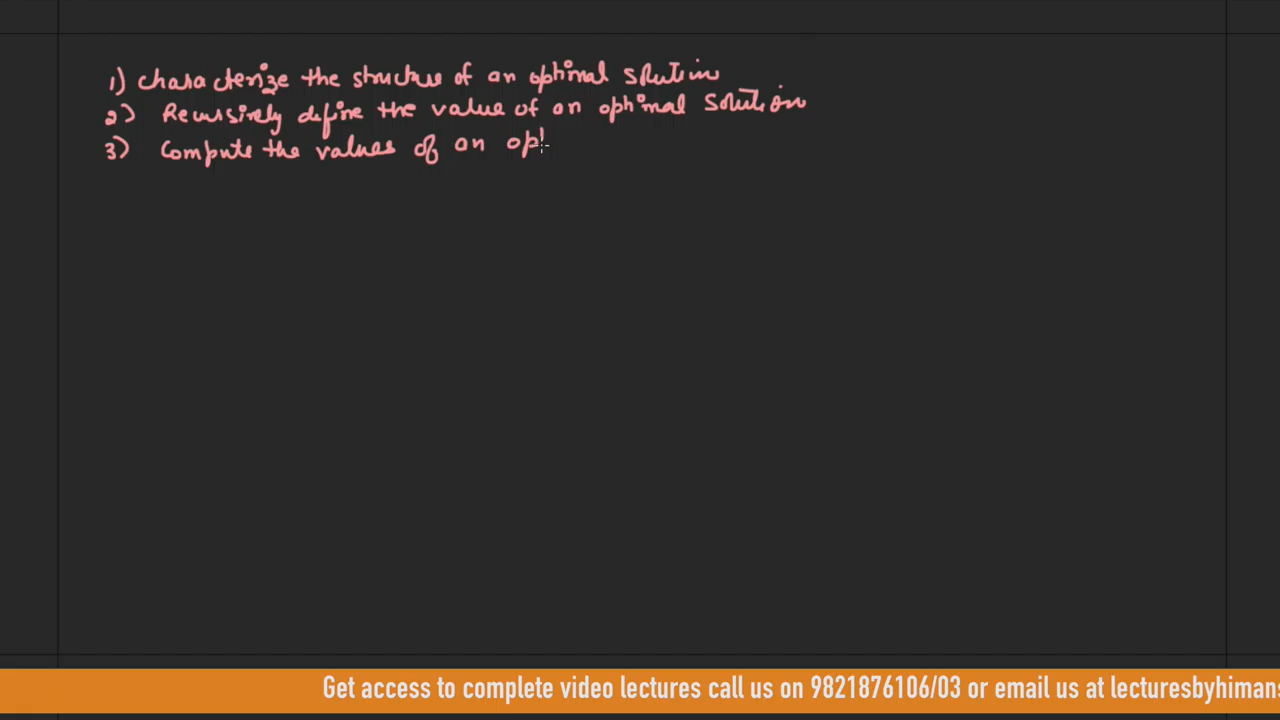 1) characterize the structure of an optimal solution
2) Recursively define the value of an optimal solution
3) compute the values of an opt
Get access to complete video lectures call us on 9821876106/03 or email us at lecturesbyhimans